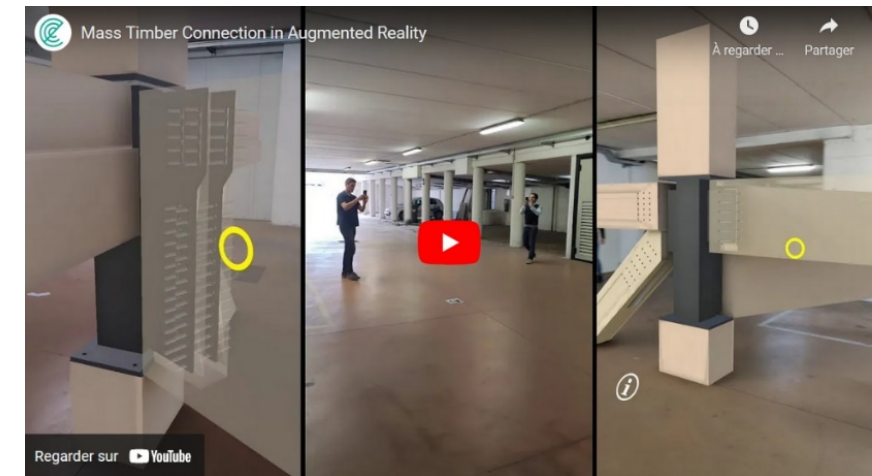 Mass Timber Connection in Augmented Reality
À regarder ...
Partager
i
Regarder sur YouTube